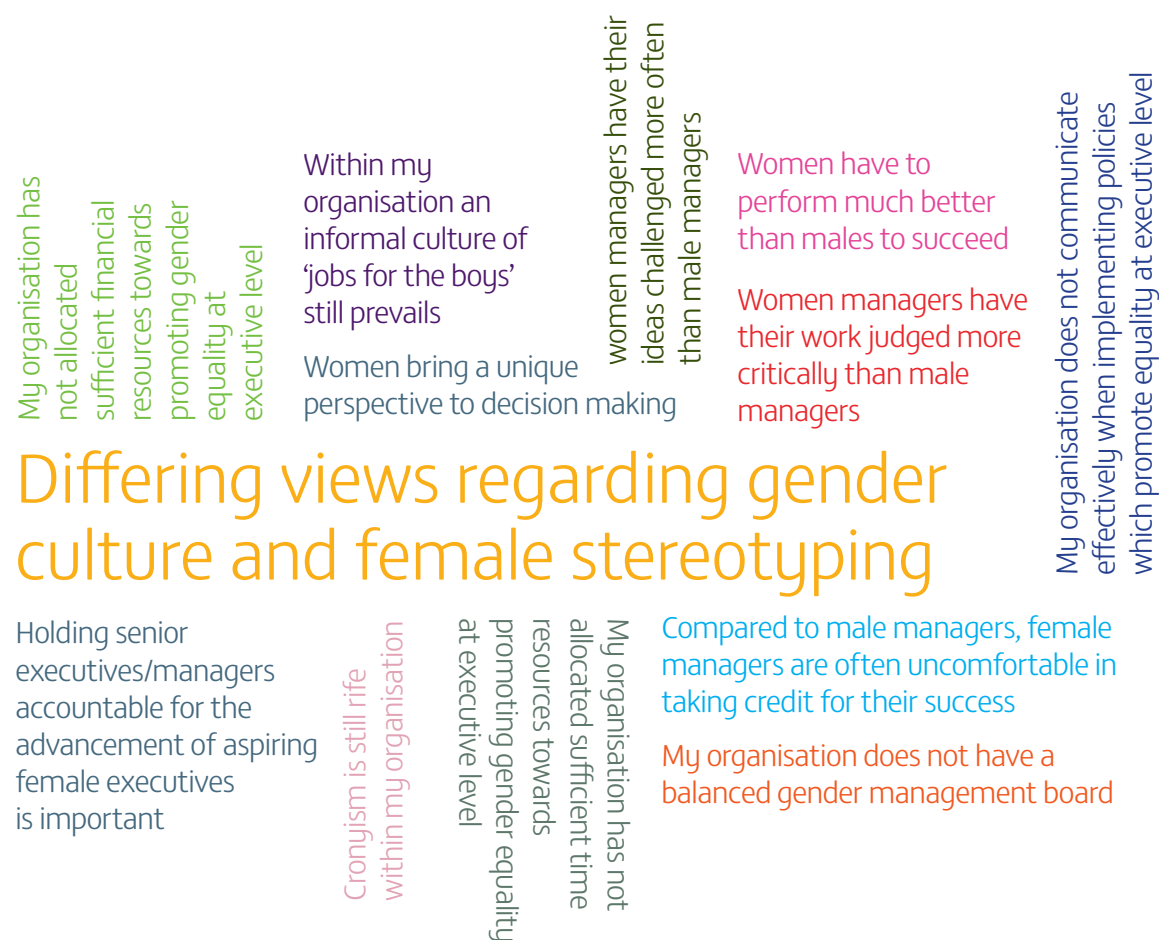 My organisation has
not allocated
sufficient financial
resources towards
promoting gender
equality at
executive level
Within my
organisation an
informal culture of
‘jobs for the boys’
still prevails
Women bring a unique
perspective to decision making
women managers have their
ideas challenged more often
than male managers
Women have to
perform much better
than males to succeed
Women managers have
their work judged more
critically than male
managers
My organisation does not communicate
effectively when implementing policies
which promote equality at executive level
Differing views regarding gender
culture and female stereotyping
Holding senior
executives/managers
accountable for the
advancement of aspiring
female executives
is important
Cronyism is still rife
within my organisation
My organisation has not
allocated sufficient time
resources towards
promoting gender equality
at executive level
Compared to male managers, female
managers are often uncomfortable in
taking credit for their success
My organisation does not have a
balanced gender management board